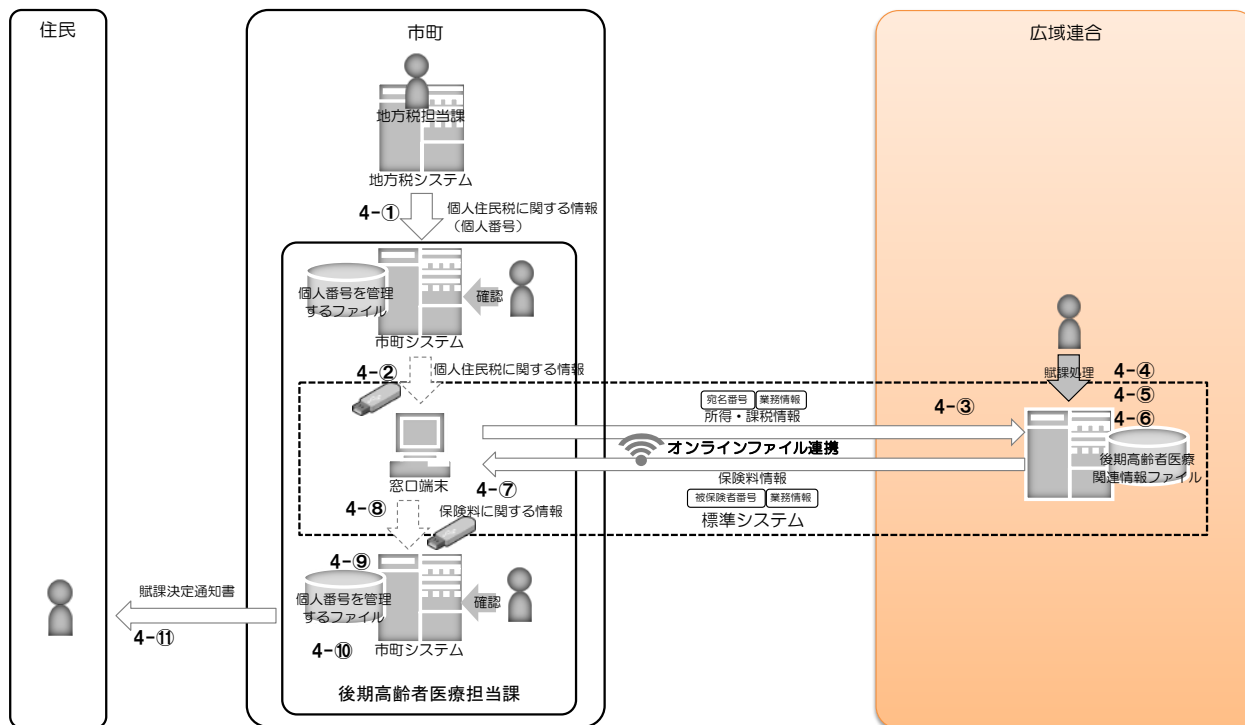 住民
市町
広域連合
地方税担当課
地方税システム
4-①
個人住民税に関する情報
（個人番号）
個人番号を管理
するファイル
確認
市町システム
4-②
個人住民税に関する情報
賦課処理
4-④
4-⑤
4-⑥
宛名番号
業務情報
所得・課税情報
4-③
オンラインファイル連携
後期高齢者医療
関連情報ファイル
窓口端末
保険料情報
4-⑦
被保険者番号
業務情報
標準システム
4-⑧
保険料に関する情報
4-⑨
個人番号を管理
するファイル
確認
賦課決定通知書
4-⑪
4-⑩
市町システム
後期高齢者医療担当課